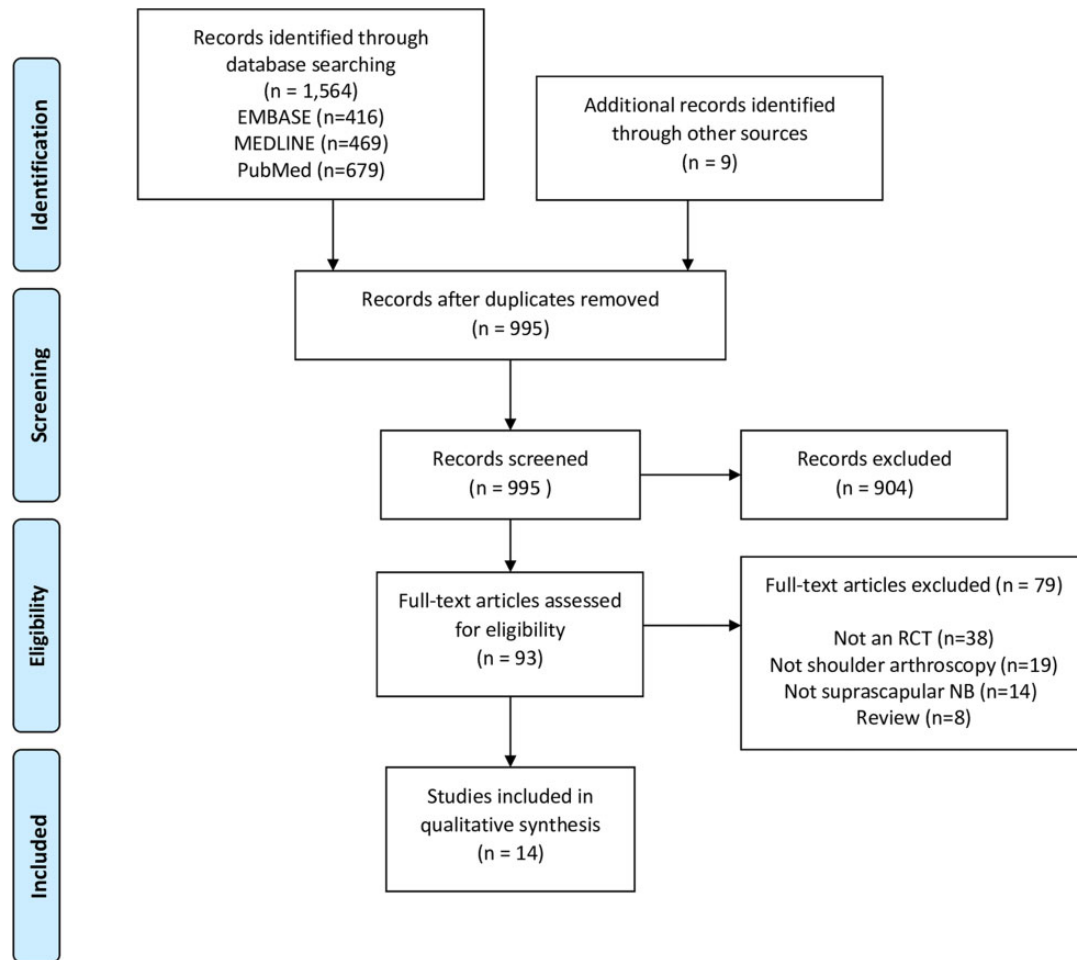 Identification
Records identified through
database searching
(n = 1,564)
EMBASE (n=416)
MEDLINE (n=469)
PubMed (n=679)
Additional records identified
through other sources
(n = 9)
Records after duplicates removed
(n = 995)
Screening
Records screened
(n = 995 )
Records excluded
(n = 904)
Eligibility
Full-text articles assessed
for eligibility
(n = 93)
Full-text articles excluded (n = 79)
Not an RCT (n=38)
Not shoulder arthroscopy (n=19)
Not suprascapular NB (n=14)
Review (n=8)
Included
Studies included in
qualitative synthesis
(n = 14)